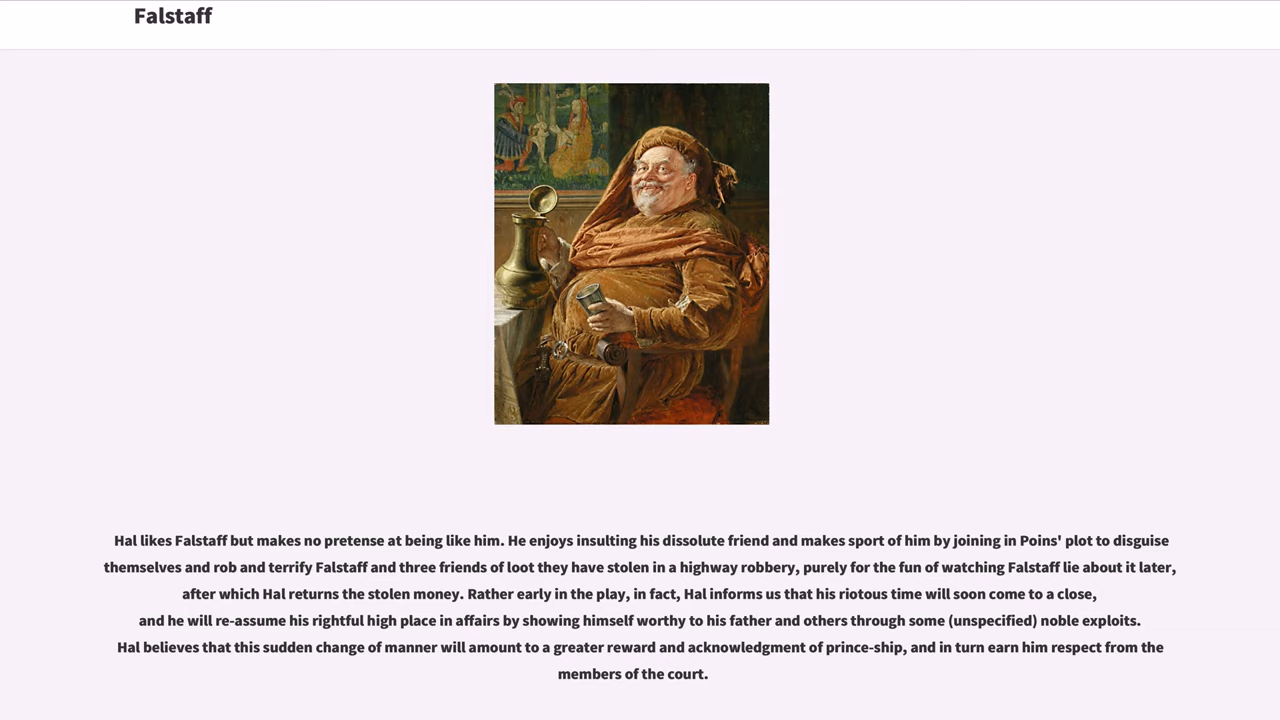 Falstaff
Hal likes Falstaff but makes no pretense at being like him. He enjoys insulting his dissolute friend and makes sport of him by joining in Poins' plot to disguise
themselves and rob and terrify Falstaff and three friends of loot they have stolen in a highway robbery, purely for the fun of watching Falstaff lie about it later,
after which Hal returns the stolen money. Rather early in the play, in fact, Hal informs us that his riotous time will soon come to a close,
and he will re-assume his rightful high place in affairs by showing himself worthy to his father and others through some (unspecified) noble exploits.
Hal believes that this sudden change of manner will amount to a greater reward and acknowledgment of prince-ship, and in turn earn him respect from the
members of the court.